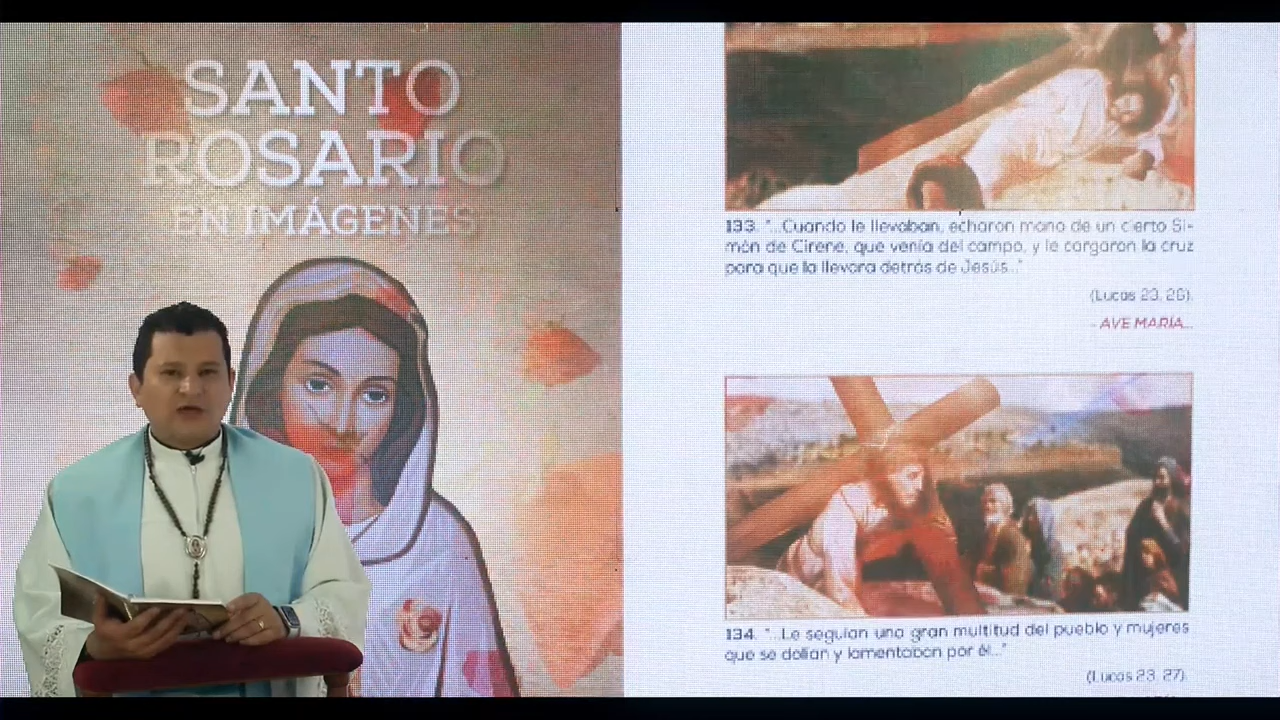 SANTO
ROSARIO
EN IMÁGENES
133. "...Cuando le llevaban, echaron mano de un cierto Si-
món de Cirene, que venía del campo, y le cargaron la cruz
para que la llevara detrás de Jesús..."
(Lucas 23, 26).
AVE MARÍA...
134. "...Le seguían una gran multitud del pueblo y mujeres
que se dolían y lamentaban por él..."
(Lucas 23, 27).